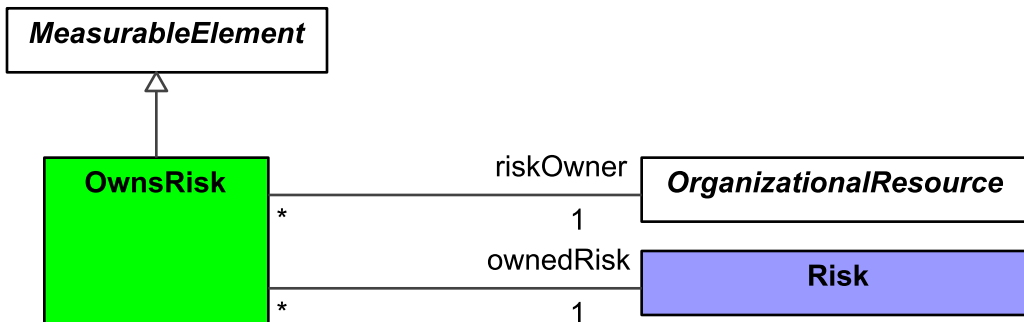 MeasurableElement
OwnsRisk
riskOwner
OrganizationalResource
*
1
ownedRisk
Risk
*
1